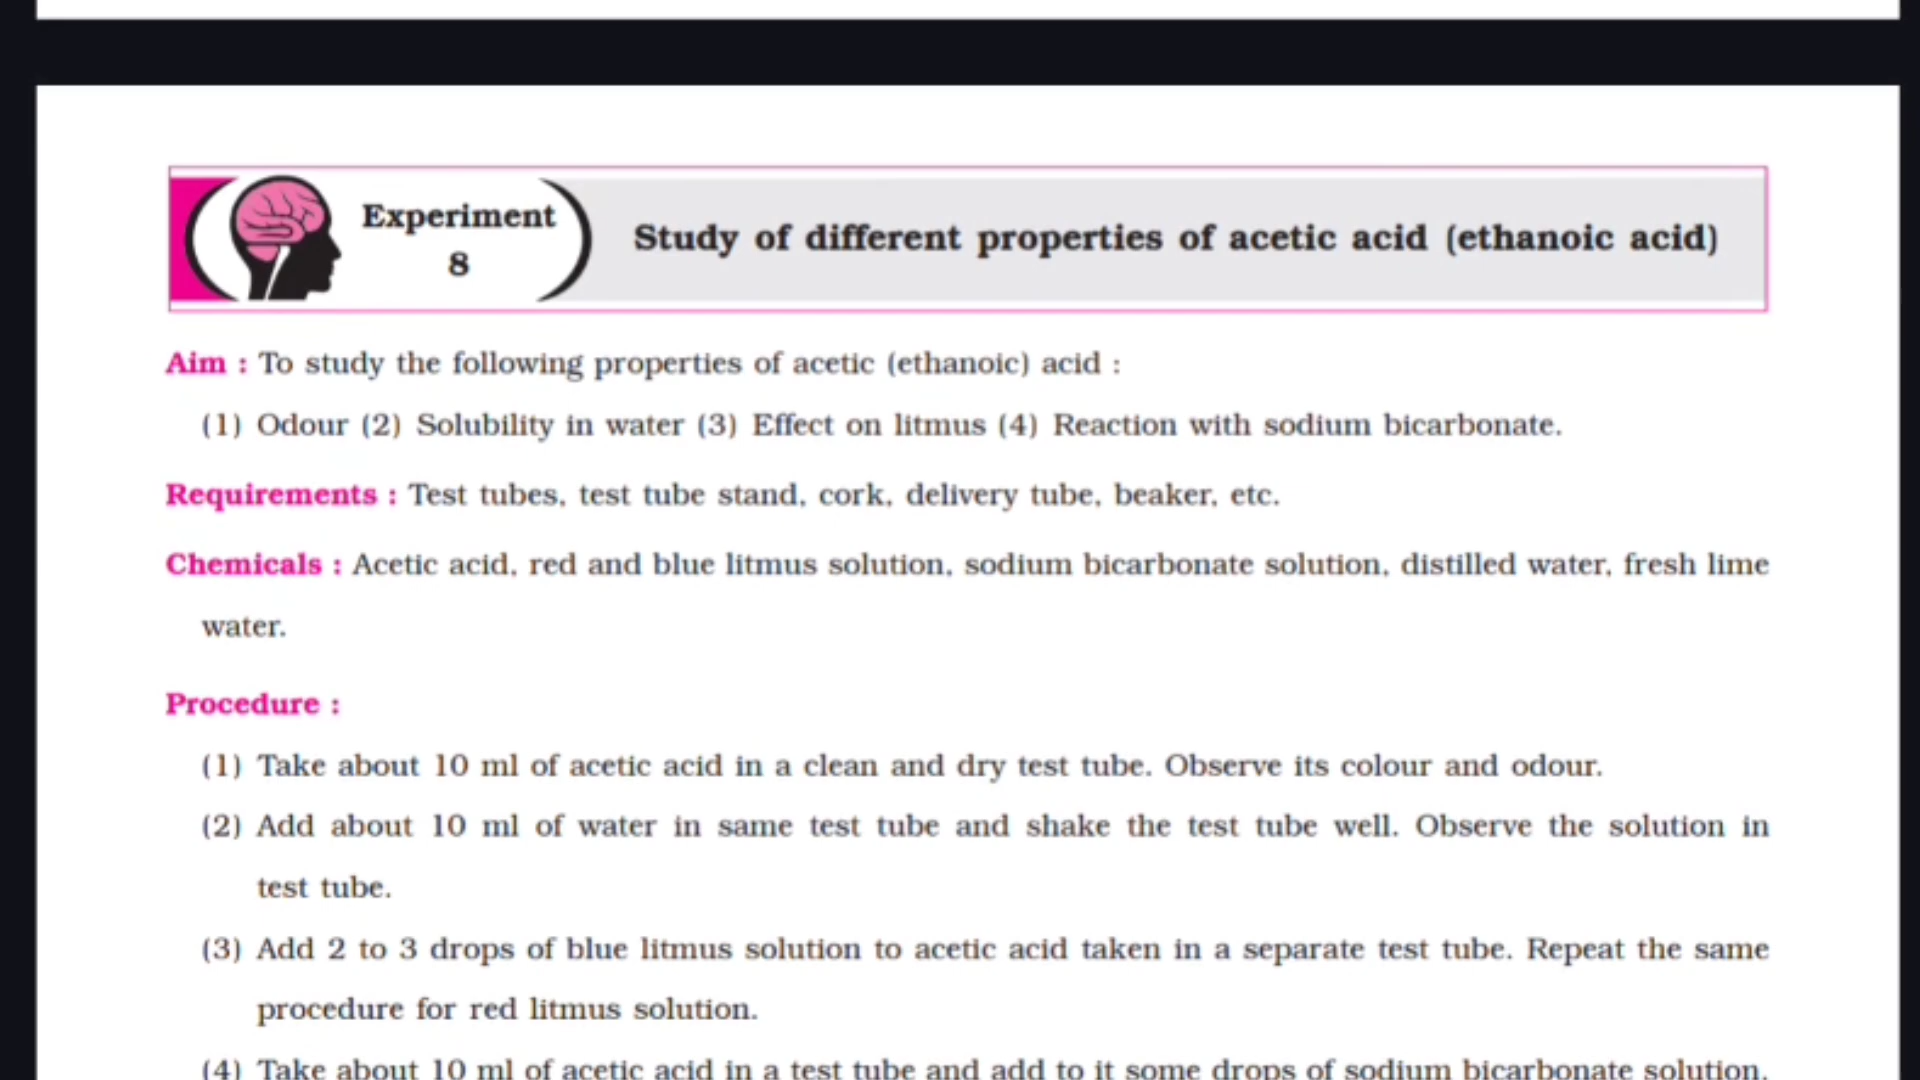 Experiment
8
Study of different properties of acetic acid (ethanoic acid)
Aim : To study the following properties of acetic (ethanoic) acid :
(1) Odour (2) Solubility in water (3) Effect on litmus (4) Reaction with sodium bicarbonate.
Requirements : Test tubes, test tube stand, cork, delivery tube, beaker, etc.
Chemicals : Acetic acid, red and blue litmus solution, sodium bicarbonate solution, distilled water, fresh lime
water.
Procedure :
(1) Take about 10 ml of acetic acid in a clean and dry test tube. Observe its colour and odour.
(2) Add about 10 ml of water in same test tube and shake the test tube well. Observe the solution in
test tube.
(3) Add 2 to 3 drops of blue litmus solution to acetic acid taken in a separate test tube. Repeat the same
procedure for red litmus solution.
(4) Take about 10 ml of acetic acid in a test tube and add to it some drops of sodium bicarbonate solution.